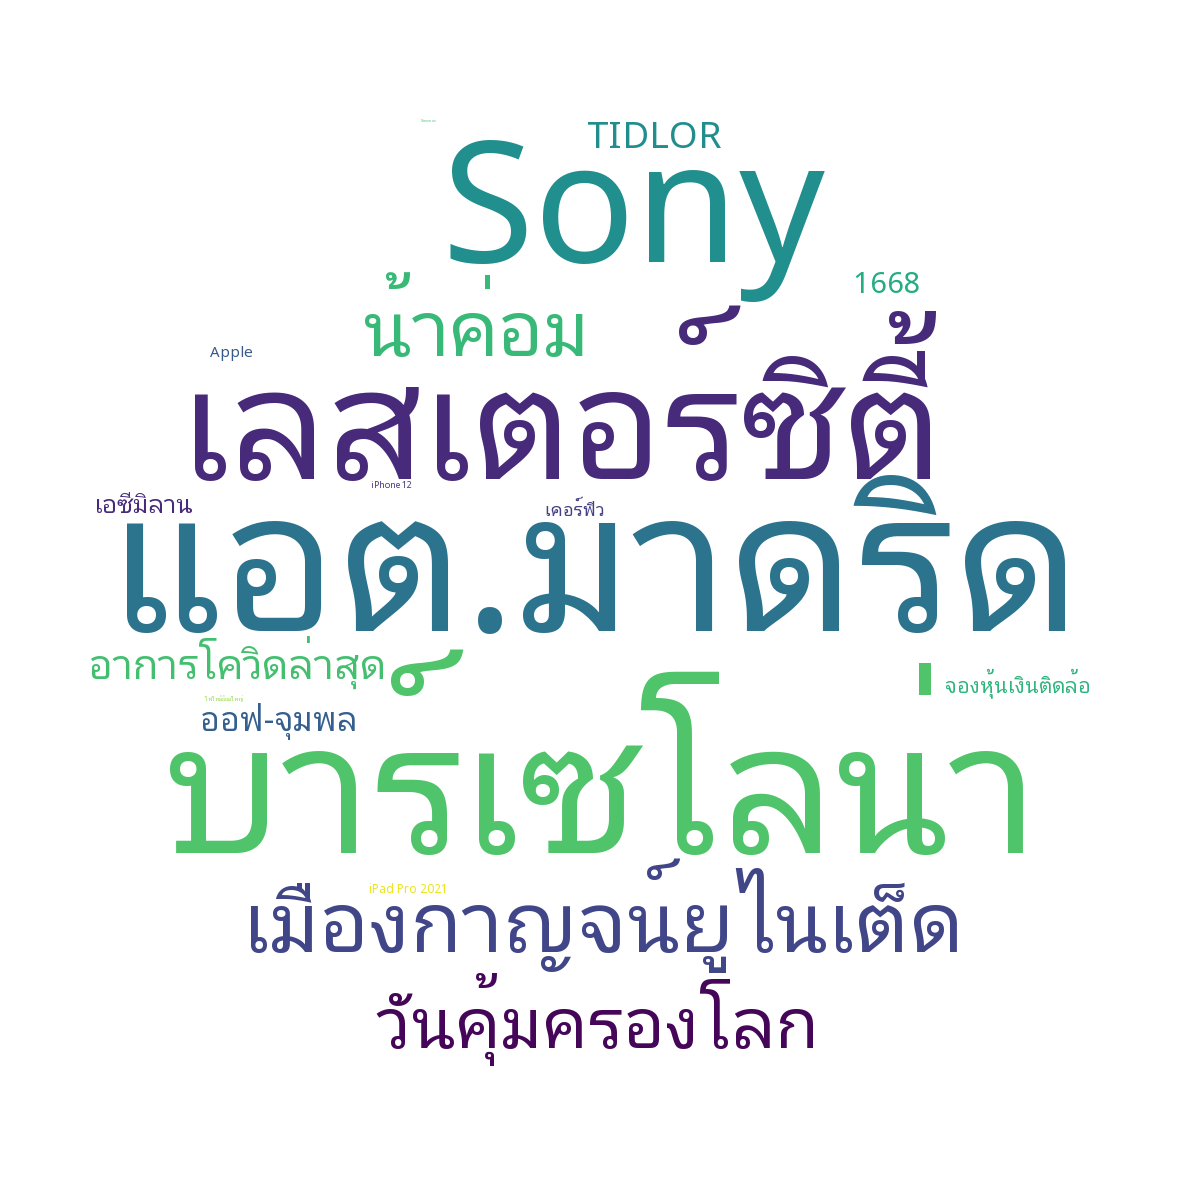 TIDLOR
Sony
1668
น้าค่อม
Apple
เลสเตอร์ซิตี้
iPhone 12
เอซีมิลาน
เคอร์ฟิว
แอต.มาดริด
อาการโควิดล่าสุด
จองหุ้นเงินติดล้อ
ออฟ-จุมพล
บาร์เซโลนา
iPad Pro 2021
เมืองกาญจน์ยูไนเต็ด
วันคุ้มครองโลก